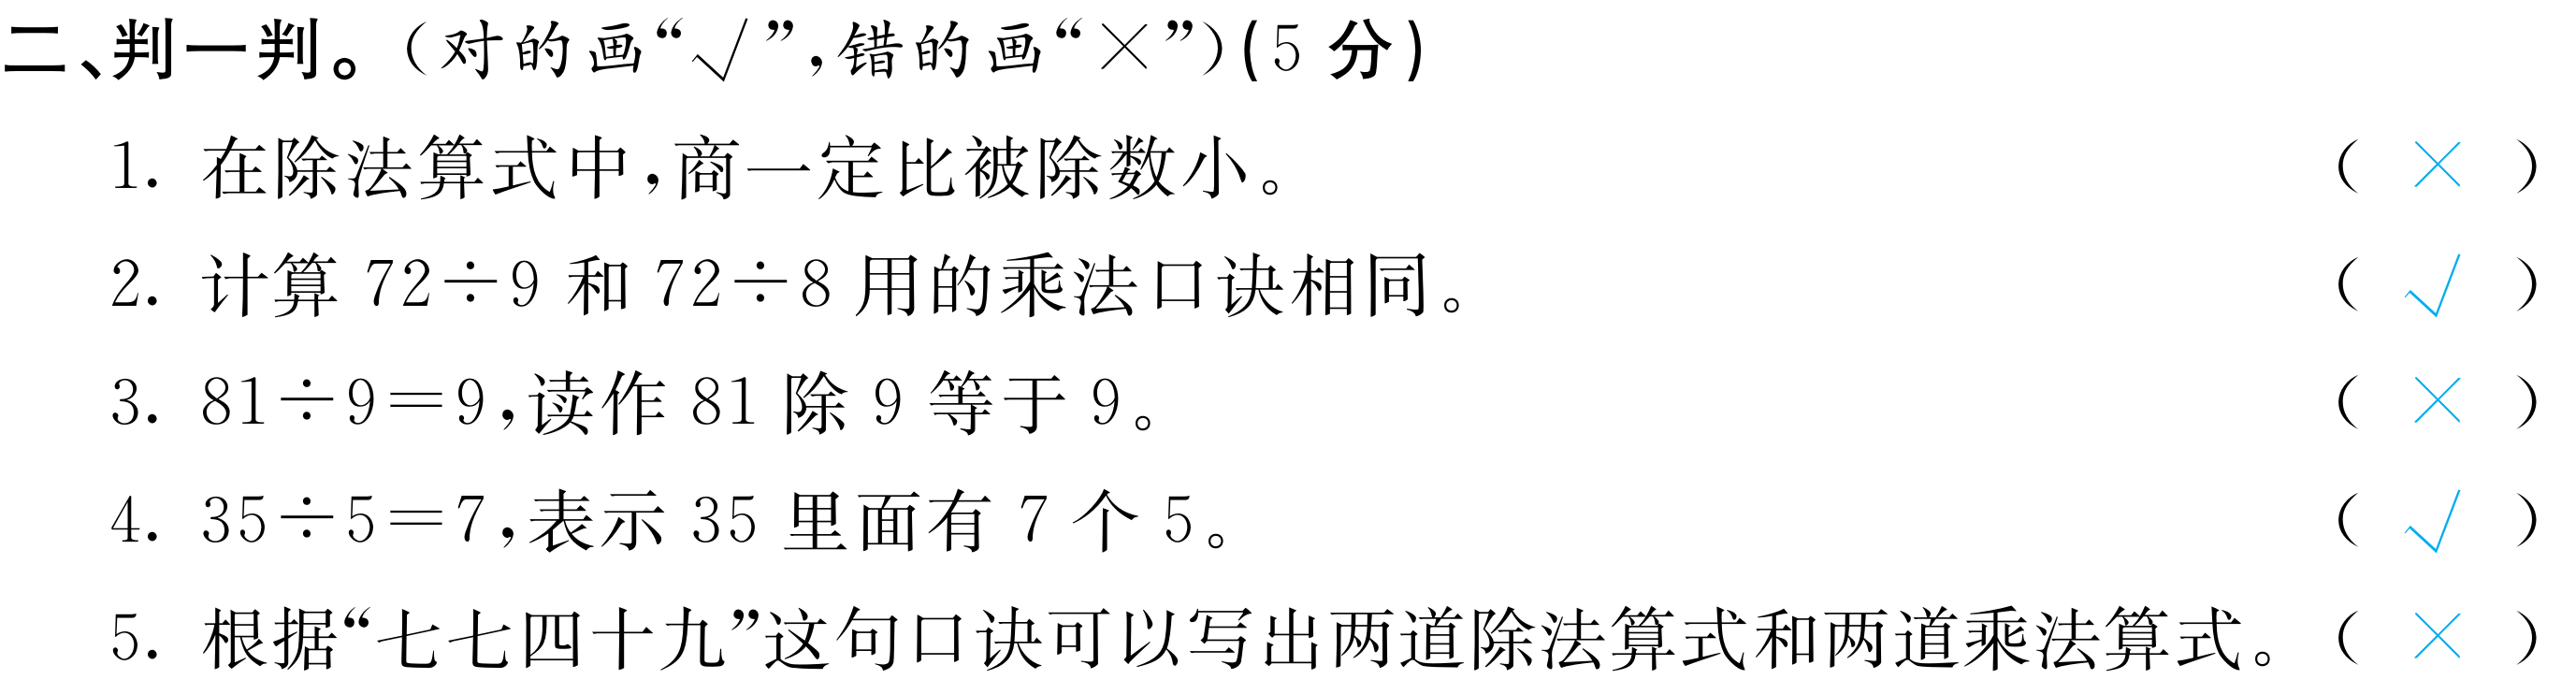 二、判一判。(对的画“√”,错的画“×”)(5 分)
1. 在除法算式中,商一定比被除数小。 ( × )
2. 计算 72÷9 和 72÷8 用的乘法口诀相同。 ( √ )
3. 81÷9=9,读作 81 除 9 等于 9。 ( × )
4. 35÷5=7,表示 35 里面有 7 个 5。 ( √ )
5. 根据“七七四十九”这句口诀可以写出两道除法算式和两道乘法算式。 ( × )